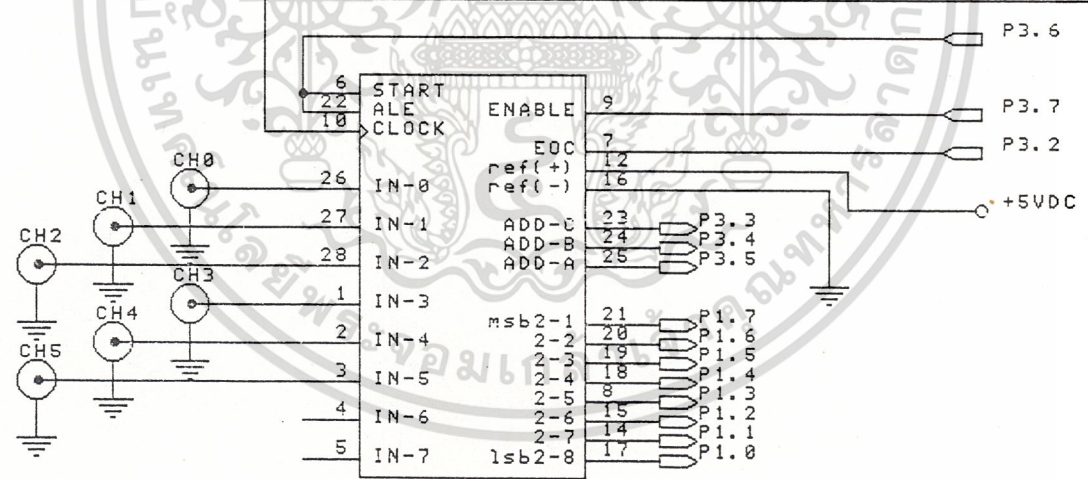 P3.6
6 START
22 ALE
10 CLOCK
ENABLE 9
P3.7
EOC 7
P3.2
ref(+) 12
ref(-) 16
+5VDC
CH0
26 IN-0
CH1
27 IN-1
CH2
28 IN-2
ADD-C 23 P3.3
ADD-B 24 P3.4
ADD-A 25 P3.5
CH3
1 IN-3
CH4
2 IN-4
CH5
3 IN-5
4 IN-6
5 IN-7
msb2-1 21 P1.7
2-2 20 P1.6
2-3 19 P1.5
2-4 18 P1.4
2-5 8 P1.3
2-6 15 P1.2
2-7 14 P1.1
lsb2-8 17 P1.0